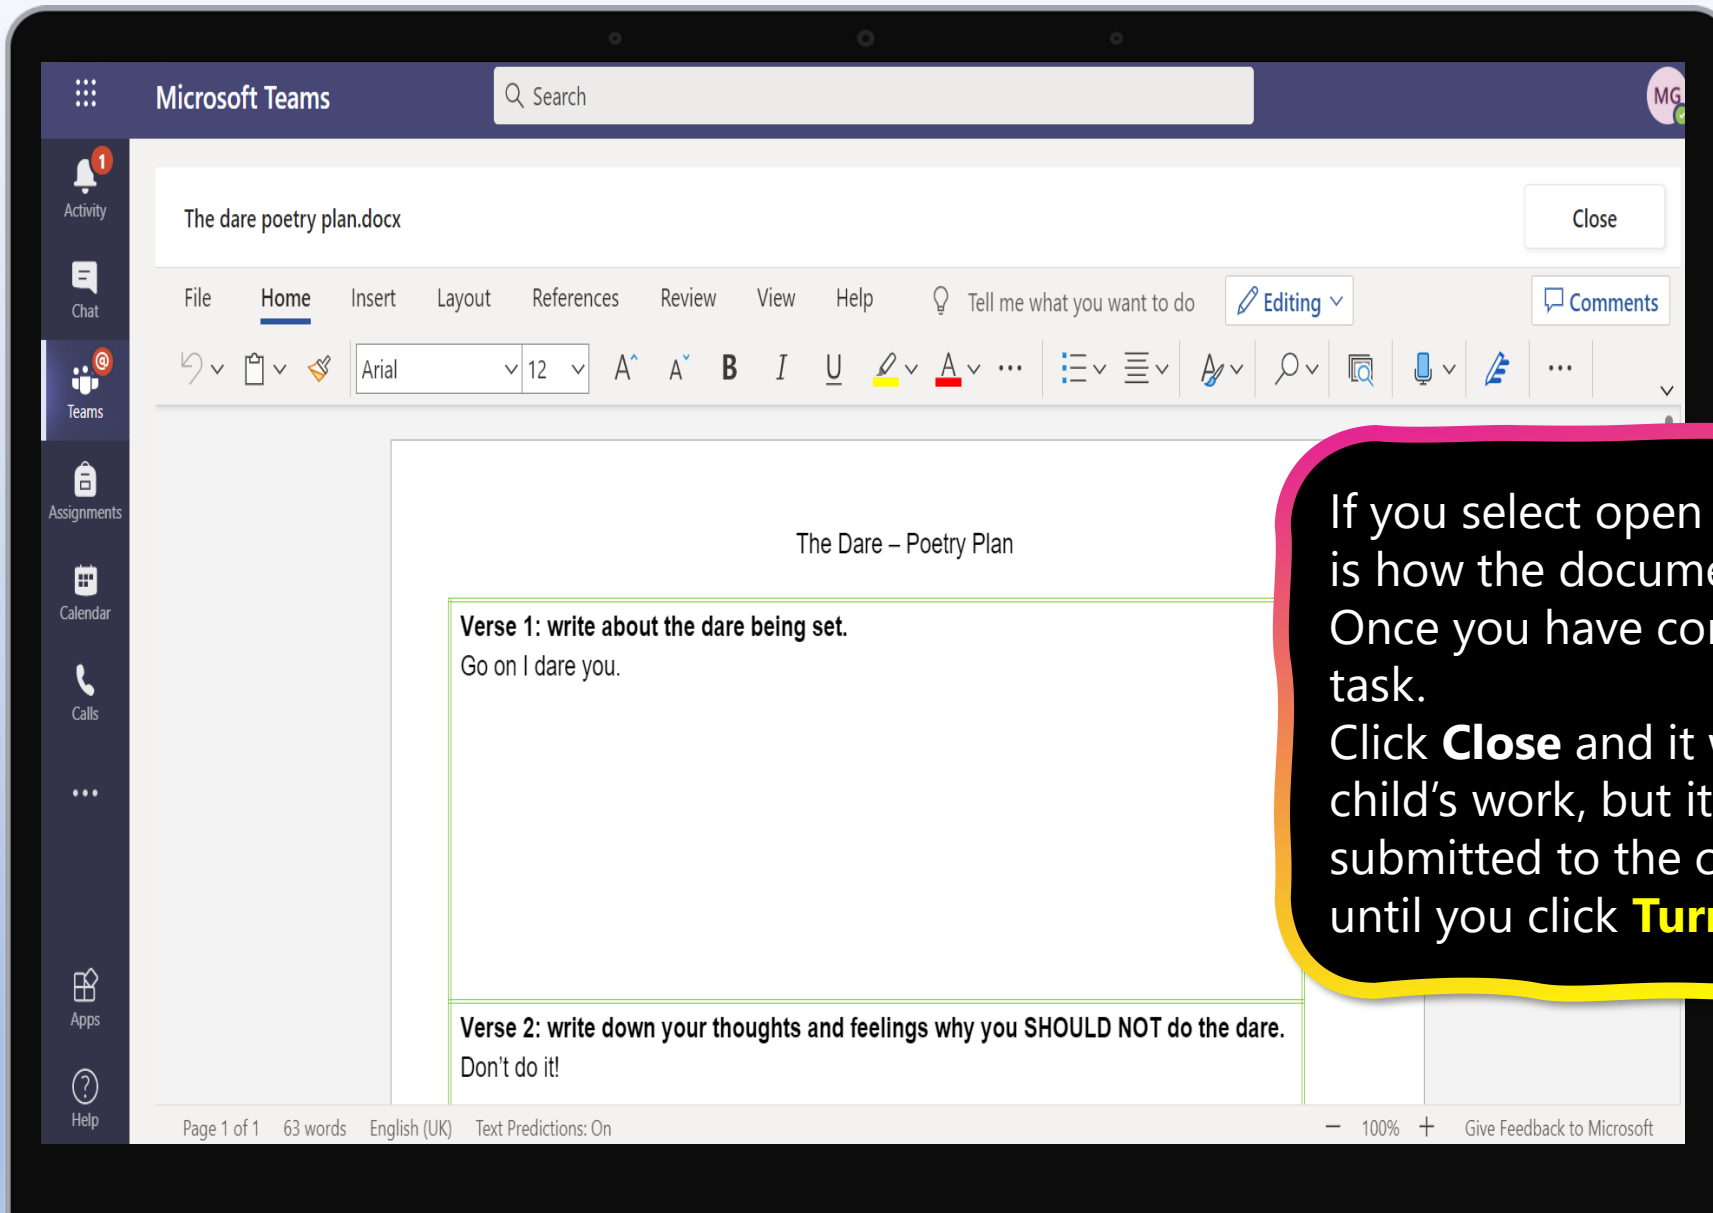 Microsoft Teams
Search
MG
1
Activity
The dare poetry plan.docx
Close
Chat
File Home Insert Layout References Review View Help Tell me what you want to do Editing
Comments
Arial 12
@
Teams
Assignments
Calendar
Calls
Apps
Help
The Dare – Poetry Plan
Verse 1: write about the dare being set.
Go on I dare you.
Verse 2: write down your thoughts and feelings why you SHOULD NOT do the dare.
Don't do it!
If you select open
is how the
Once you have
task.
Click Close and it
child's work, but it
submitted to the
until you click
Page 1 of 1 63 words English (UK) Text Predictions: On
100% Give Feedback to Microsoft